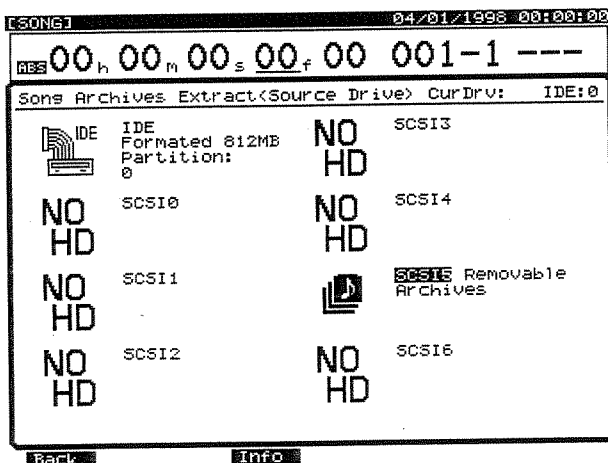 [SONG] 04/01/1998 00:00:00
ABS 00h 00m 00s 00f 00 001-1 ---
Song Archives Extract(Source Drive) CurDrv: IDE:0
IDE
IDE
Formated 812MB
Partition:
0
NO HD
SCSI0
NO HD
SCSI1
NO HD
SCSI2
NO HD
SCSI3
NO HD
SCSI4
SCSI5 Removable
Archives
NO HD
SCSI6
Back Info